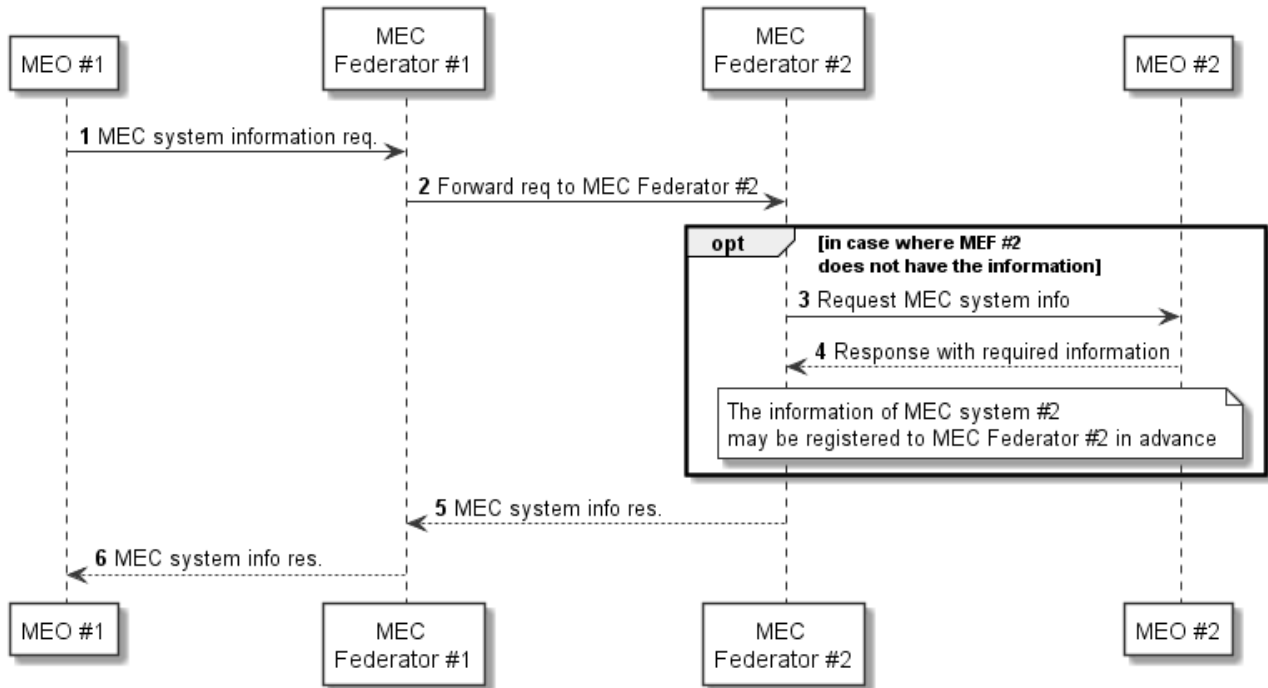 MEO #1
MEC
Federator #1
MEC
Federator #2
MEO #2
1 MEC system information req.
2 Forward req to MEC Federator #2
opt
[in case where MEF #2
does not have the information]
3 Request MEC system info
4 Response with required information
The information of MEC system #2
may be registered to MEC Federator #2 in advance
5 MEC system info res.
6 MEC system info res.
MEO #1
MEC
Federator #1
MEC
Federator #2
MEO #2